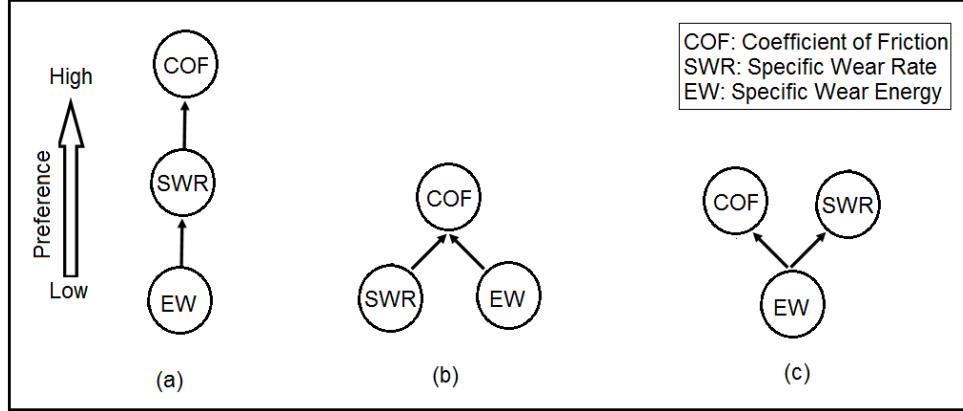 COF: Coefficient of Friction
SWR: Specific Wear Rate
EW: Specific Wear Energy
High
Preference
Low
COF
SWR
EW
(a)
COF
SWR
EW
(b)
COF
SWR
EW
(c)